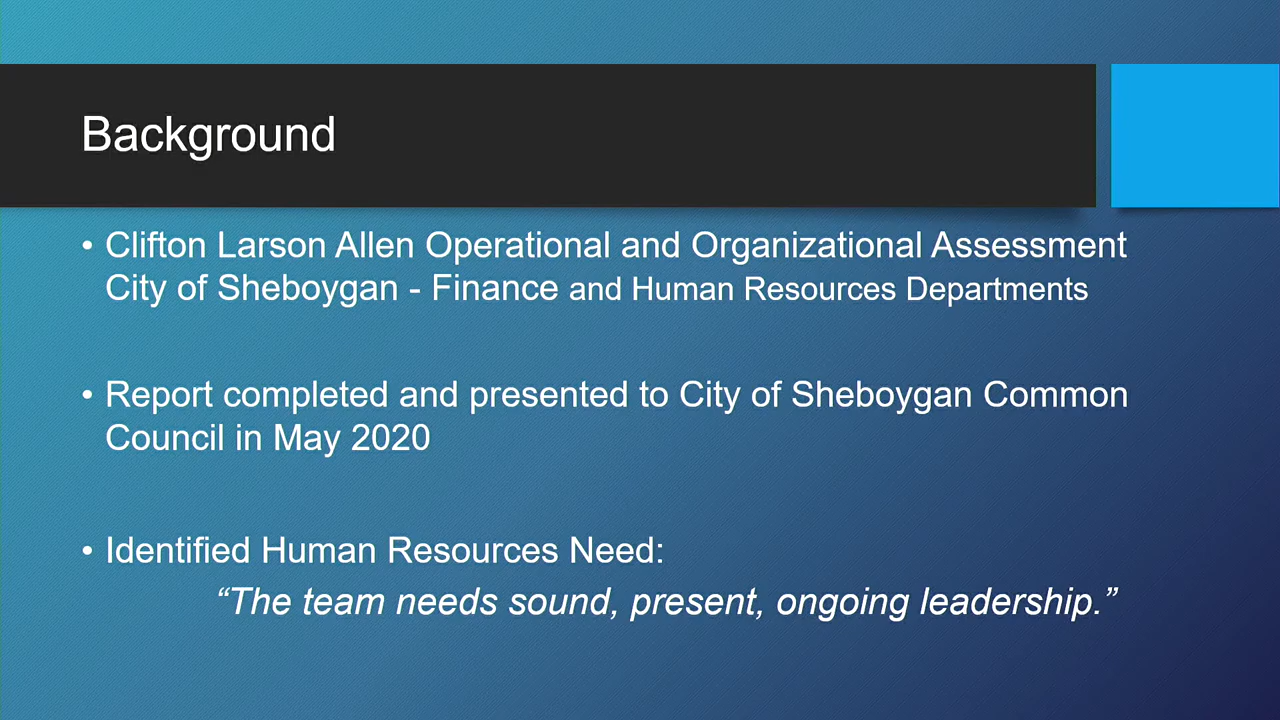 Background
• Clifton Larson Allen Operational and Organizational Assessment
City of Sheboygan - Finance and Human Resources Departments
• Report completed and presented to City of Sheboygan Common
Council in May 2020
• Identified Human Resources Need:
“The team needs sound, present, ongoing leadership.”